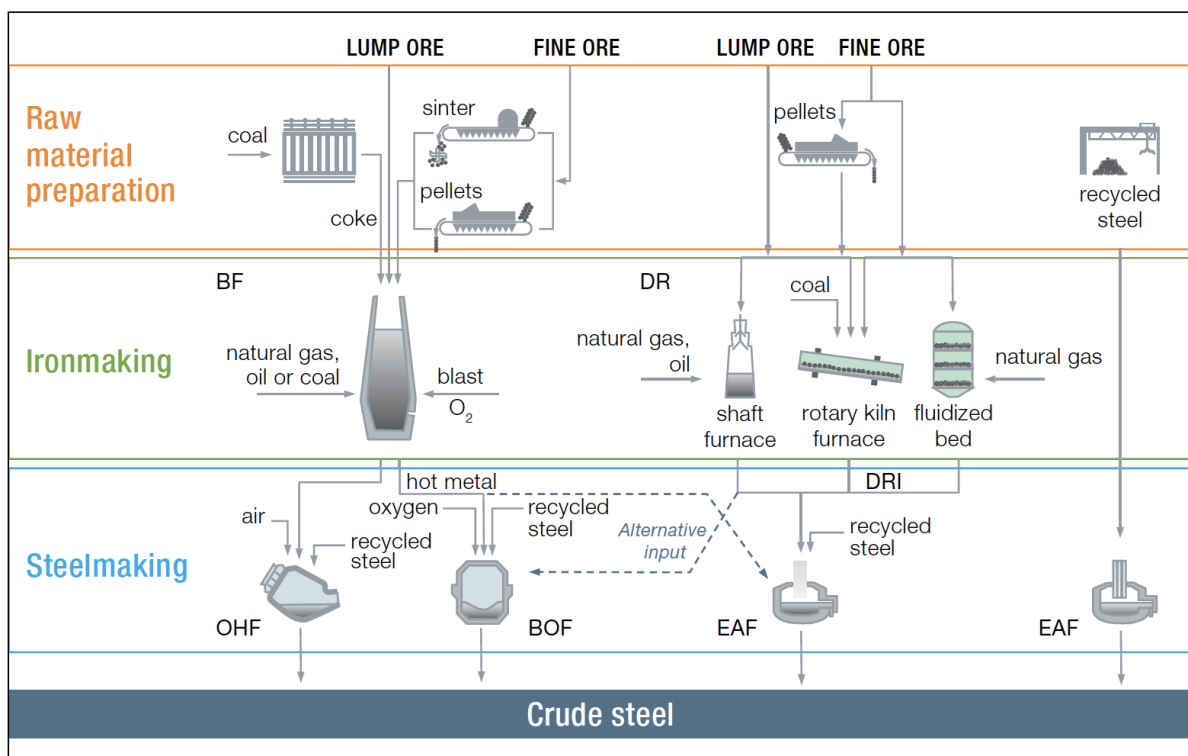 LUMP ORE
FINE ORE
LUMP ORE
FINE ORE
Raw
material
preparation
coal
sinter
pellets
coke
pellets
recycled
steel
Ironmaking
BF
natural gas,
oil or coal
blast
O₂
DR
coal
natural gas,
oil
natural gas
shaft
furnace
rotary kiln
furnace
fluidized
bed
Steelmaking
hot metal
air
recycled
steel
oxygen
recycled
steel
Alternative
input
DRI
recycled
steel
OHF
BOF
EAF
EAF
Crude steel